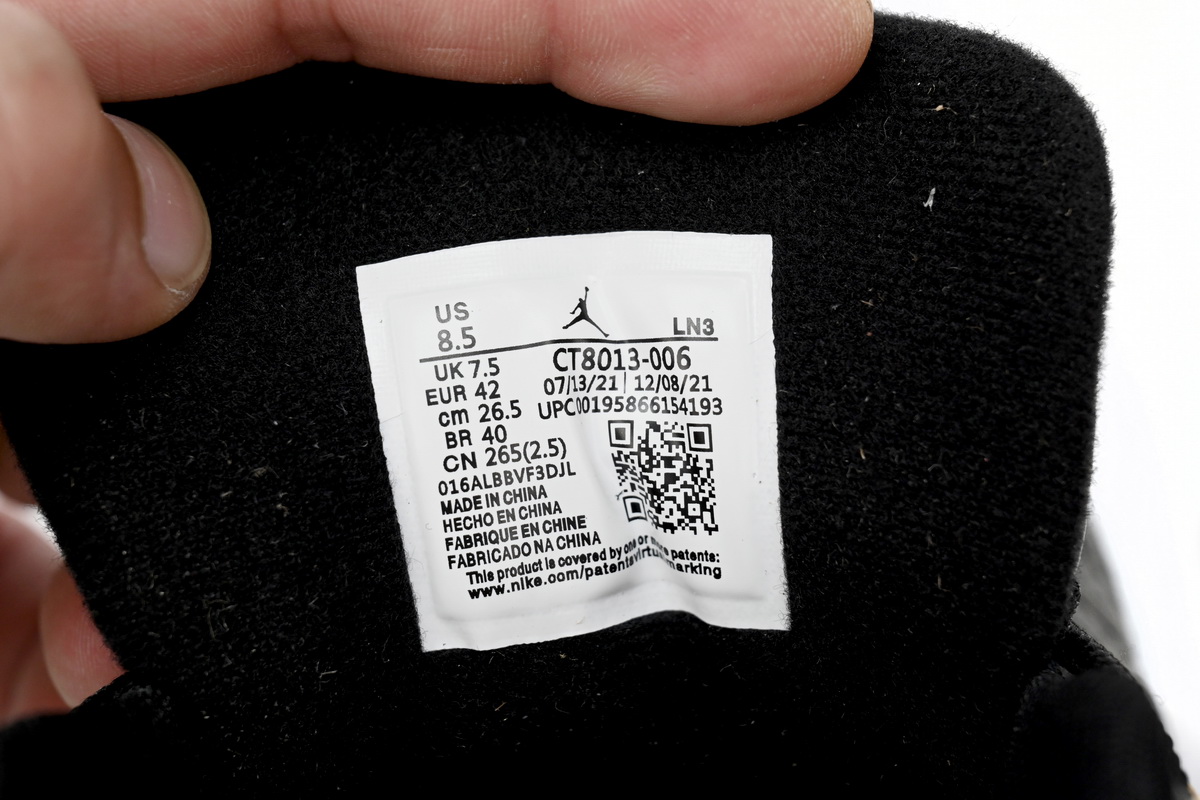 US
8.5
LN3
UK 7.5
EUR 42
cm 26.5
BR 40
CN 265(2.5)
CT8013-006
07/13/21 | 12/08/21
UPC00195866154193
016ALBBVF3DJL
MADE IN CHINA
HECHO EN CHINA
FABRIQUE EN CHINE
FABRICADO NA CHINA
This product is covered by one or more patents:
www.nike.com/patentsvirtualmarking